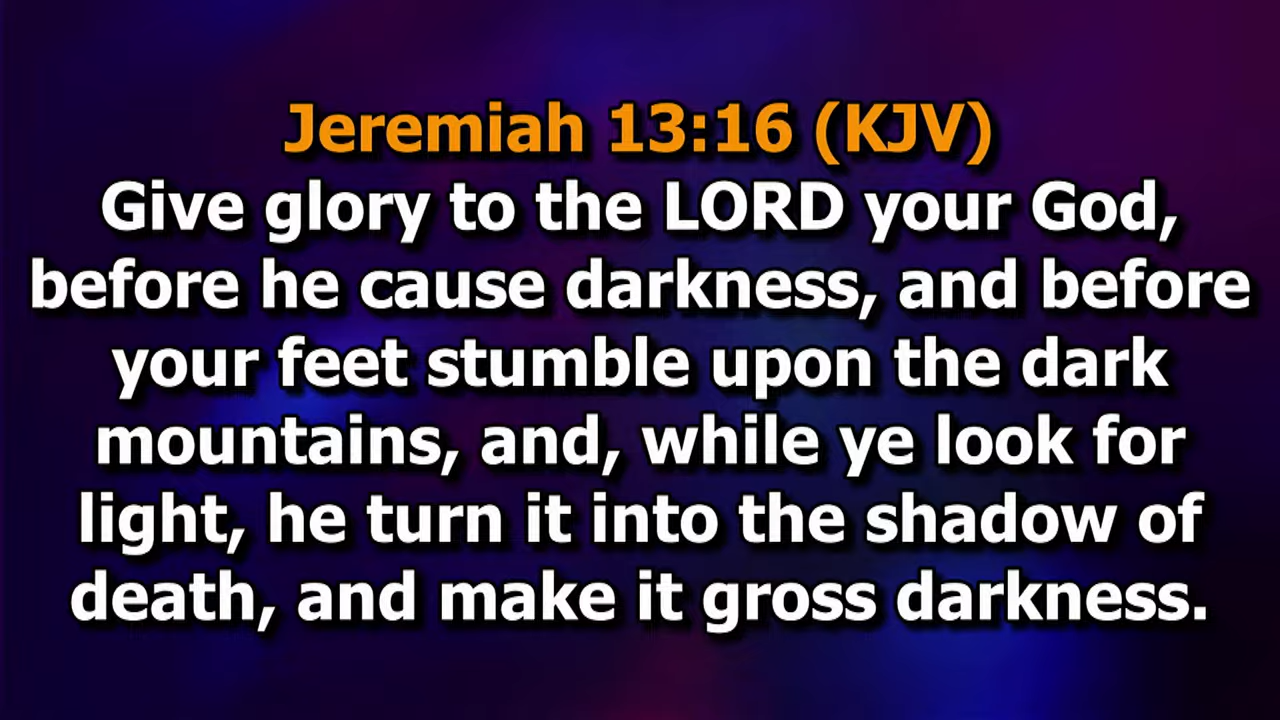 Jeremiah 13:16 (KJV)
Give glory to the LORD your God,
before he cause darkness, and before
your feet stumble upon the dark
mountains, and, while ye look for
light, he turn it into the shadow of
death, and make it gross darkness.